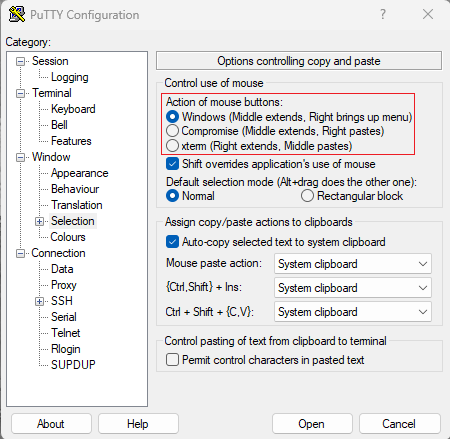 PuTTY Configuration
?
Category:
Session
Logging
Terminal
Keyboard
Bell
Features
Window
Appearance
Behaviour
Translation
Selection
Colours
Connection
Data
Proxy
SSH
Serial
Telnet
Rlogin
SUPDUP
Options controlling copy and paste
Control use of mouse
Action of mouse buttons:
Windows (Middle extends, Right brings up menu)
Compromise (Middle extends, Right pastes)
xterm (Right extends, Middle pastes)
Shift overrides application's use of mouse
Default selection mode (Alt+drag does the other one):
Normal Rectangular block
Assign copy/paste actions to clipboards
Auto-copy selected text to system clipboard
Mouse paste action: System clipboard
{Ctrl,Shift} + Ins: System clipboard
Ctrl + Shift + {C,V}: System clipboard
Control pasting of text from clipboard to terminal
Permit control characters in pasted text
About Help Open Cancel